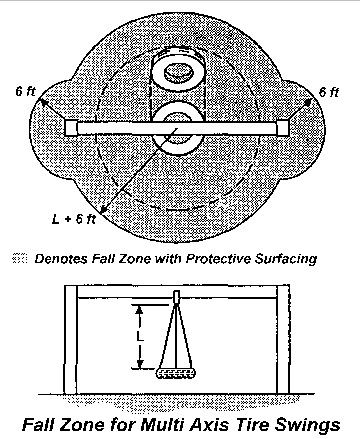 6 ft
6 ft
L + 6 ft
Denotes Fall Zone with Protective Surfacing
L
Fall Zone for Multi Axis Tire Swings